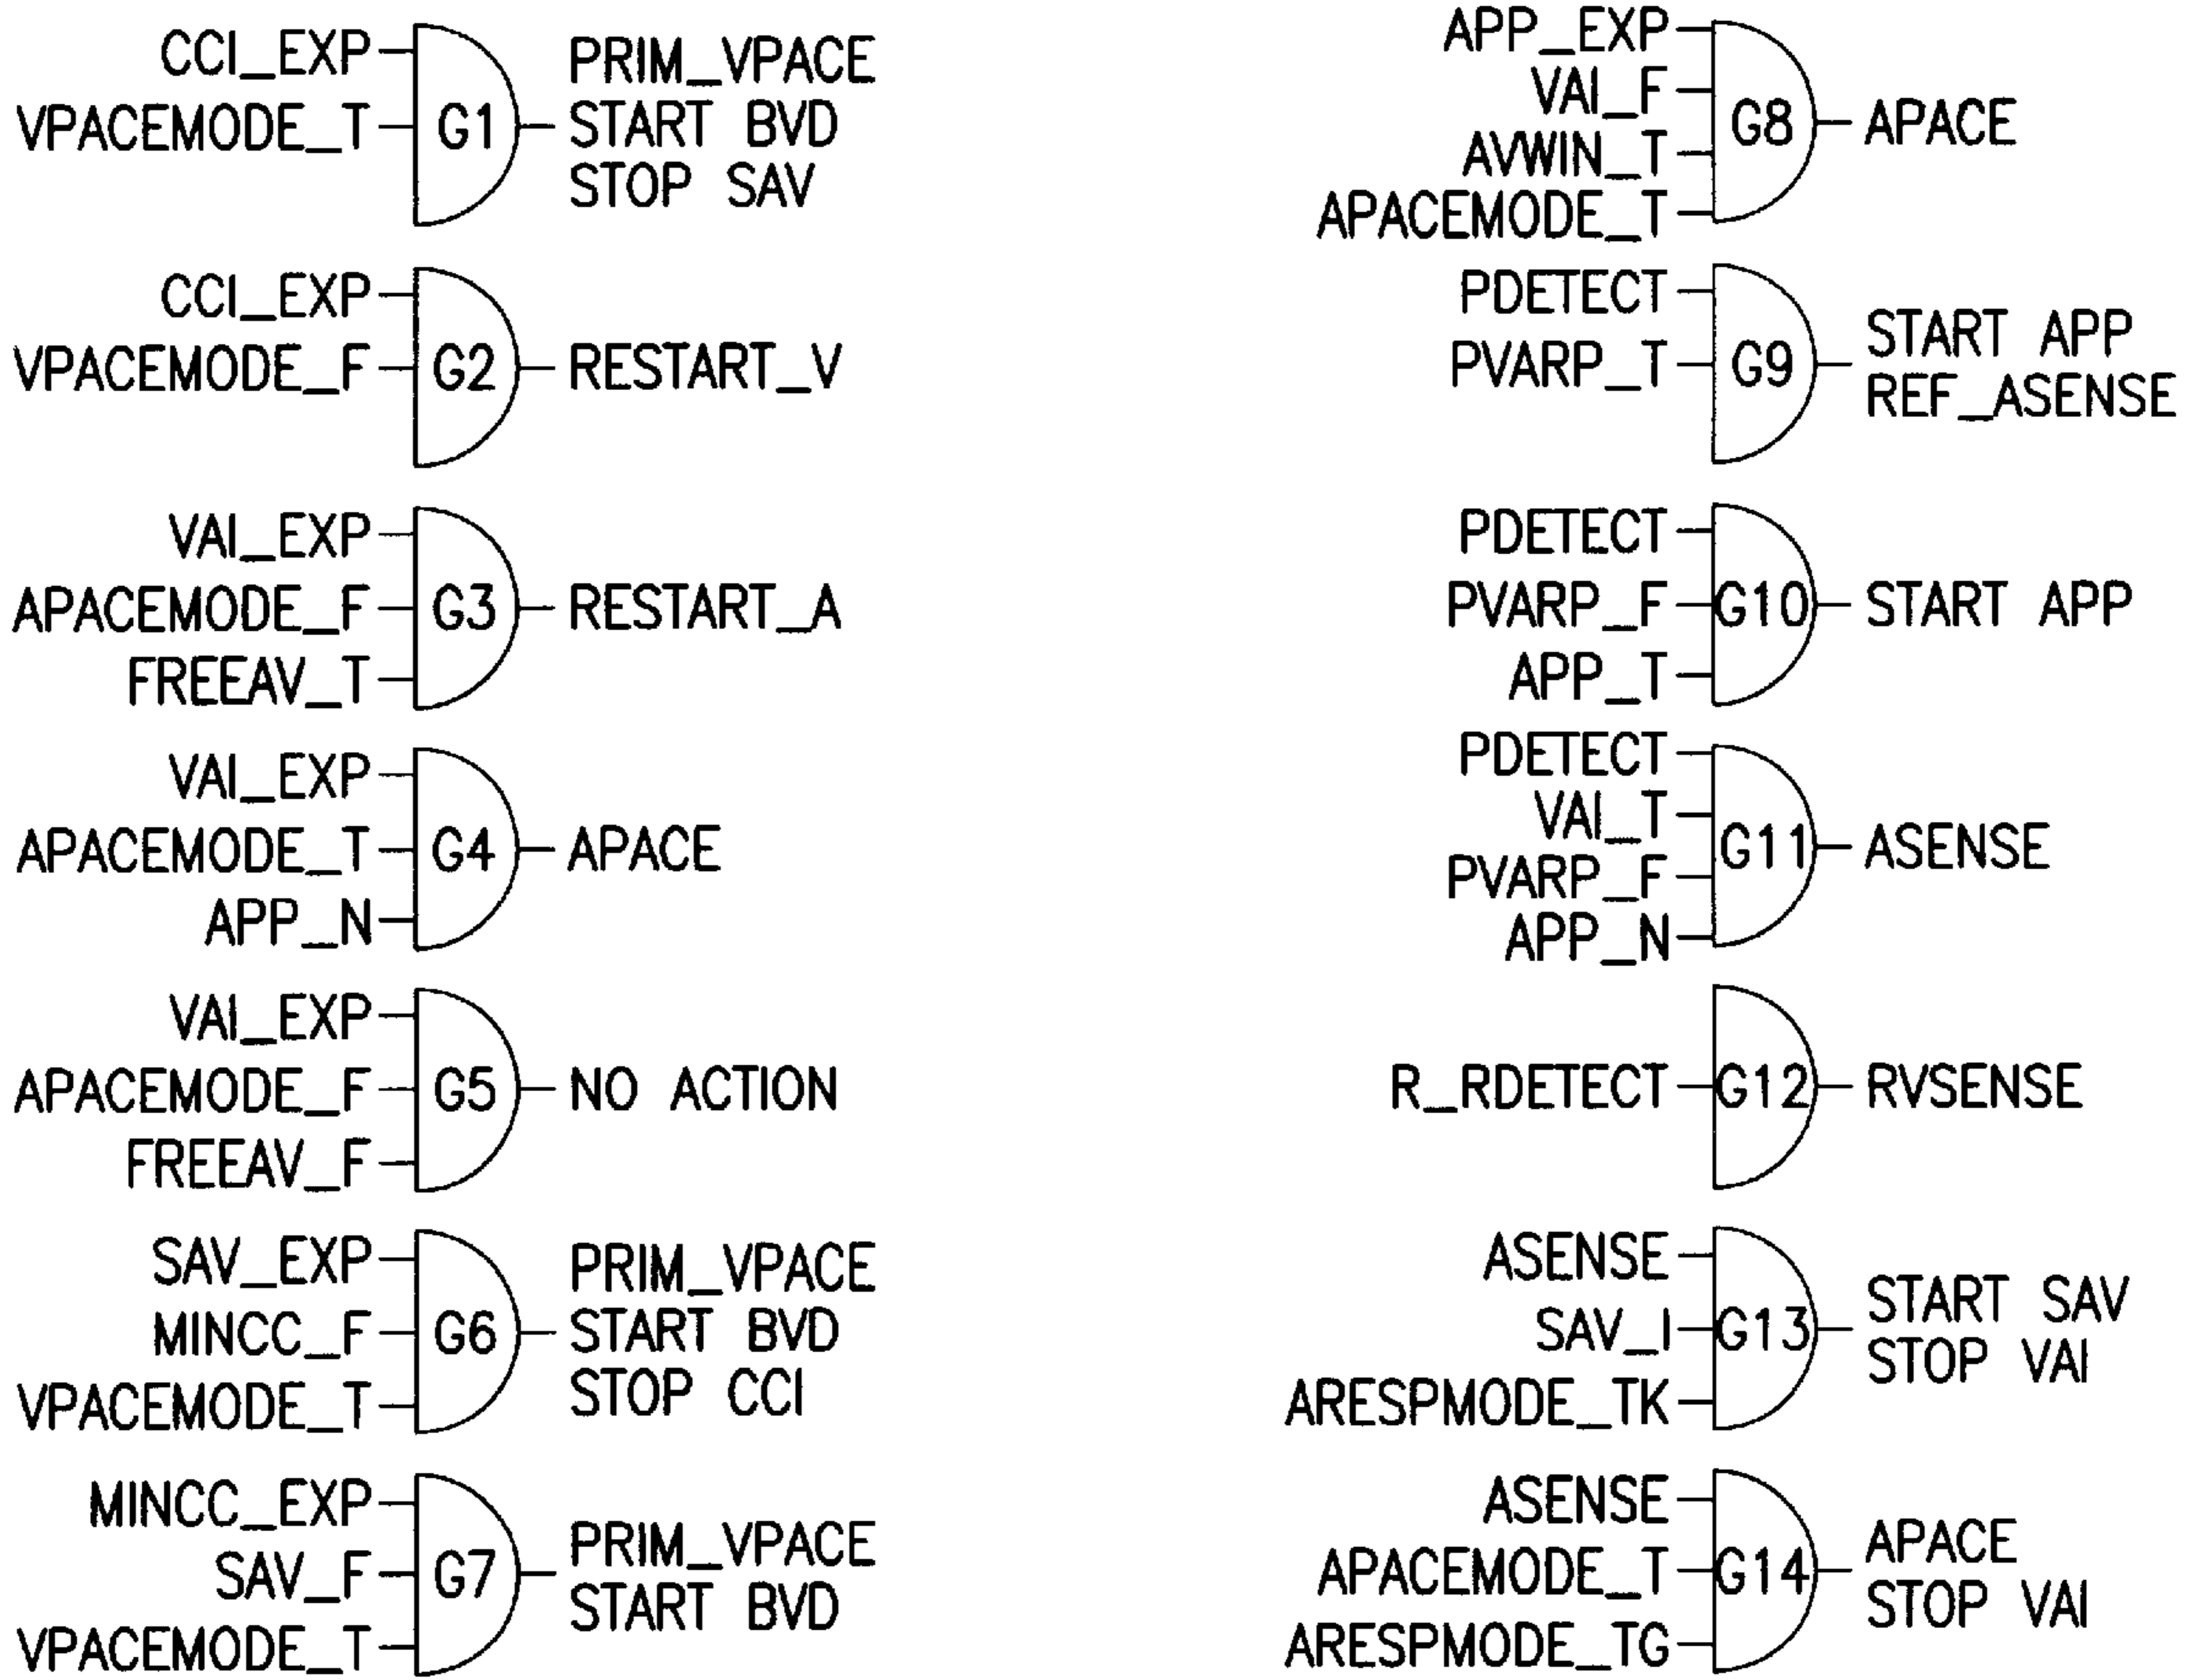 CCI_EXP
VPACEMODE_T
G1
PRIM_VPACE
START BVD
STOP SAV
CCI_EXP
VPACEMODE_F
G2
RESTART_V
VAI_EXP
APACEMODE_F
FREEAV_T
G3
RESTART_A
VAI_EXP
APACEMODE_T
APP_N
G4
APACE
VAI_EXP
APACEMODE_F
FREEAV_F
G5
NO ACTION
SAV_EXP
MINCC_F
VPACEMODE_T
G6
PRIM_VPACE
START BVD
STOP CCI
MINCC_EXP
SAV_F
VPACEMODE_T
G7
PRIM_VPACE
START BVD
APP_EXP
VAI_F
AVWIN_T
APACEMODE_T
G8
APACE
PDETECT
PVARP_T
G9
START APP
REF_ASENSE
PDETECT
PVARP_F
APP_T
G10
START APP
PDETECT
VAI_T
PVARP_F
APP_N
G11
ASENSE
R_RDETECT
G12
RVSENSE
ASENSE
SAV_I
ARESPMODE_TK
G13
START SAV
STOP VAI
ASENSE
APACEMODE_T
ARESPMODE_TG
G14
APACE
STOP VAI